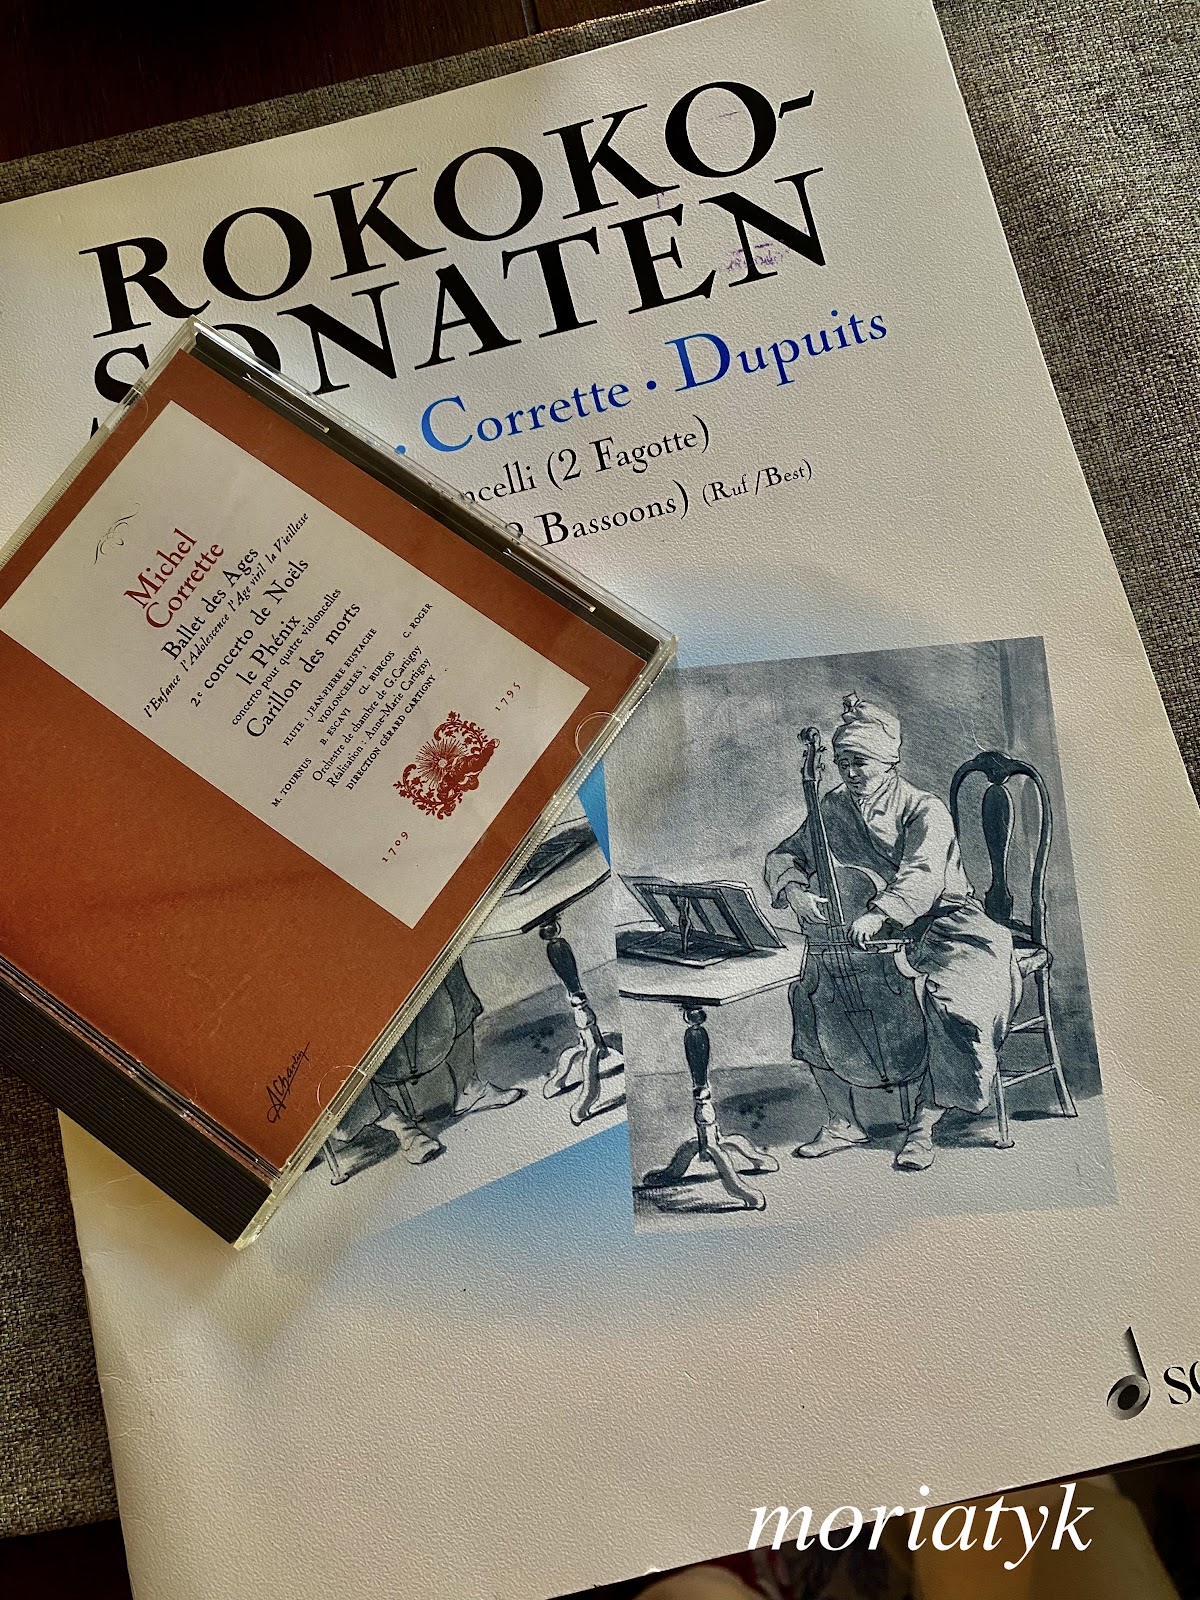 ROKOKO-
SONATEN
· Corrette · Dupuits
(2 Fagotte)
Bassoons) (Ruf/Best)
Michel
Corrette
Ballet des Ages
l'Enfance l'Adolescence l'Age viril la Vieillesse
2e concerto de Noëls
le Phénix
concerto pour quatre violoncelles
Carillon des morts
FLUTE : JEAN-PIERRE EUSTACHE
VIOLONCELLES :
M. TOURNUS B. ESCAVI CL. BURGOS C. ROGER
Orchestre de chambre de G. Cartigny
Réalisation : Anne-Marie Cartigny
DIRECTION GÉRARD CARTIGNY
1709 1795
AChardin
moriatyk